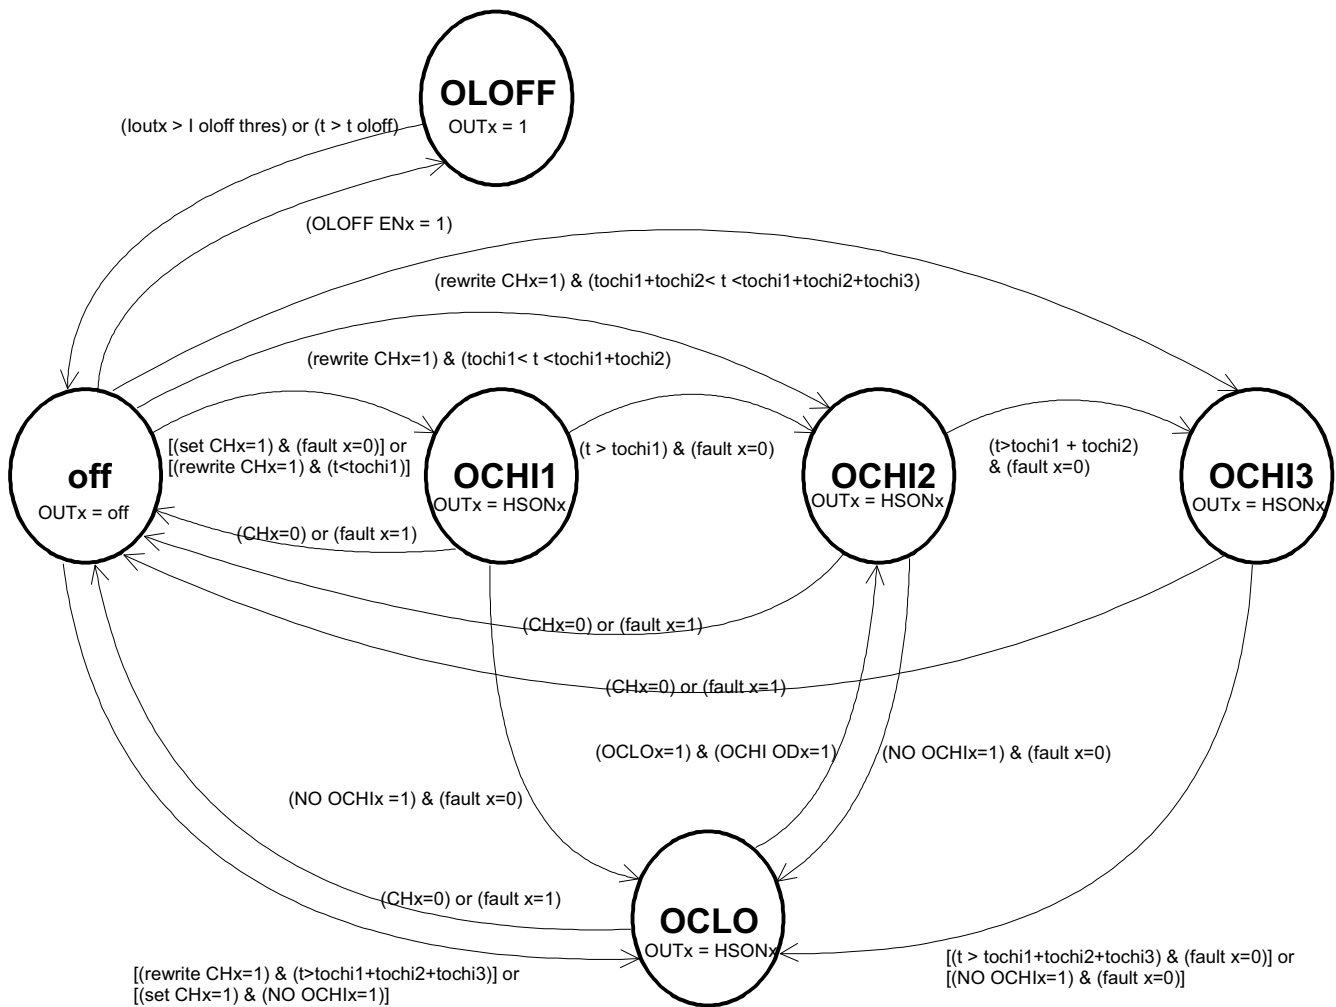 OLOFF
OUTx = 1
(Ioutx > I oloff thres) or (t > t oloff)
(OLOFF ENx = 1)
(rewrite CHx=1) & (tochi1+tochi2< t <tochi1+tochi2+tochi3)
(rewrite CHx=1) & (tochi1< t <tochi1+tochi2)
[(set CHx=1) & (fault x=0)] or
[(rewrite CHx=1) & (t<tochi1)]
(t > tochi1) & (fault x=0)
(t>tochi1 + tochi2)
& (fault x=0)
off
OUTx = off
OCHI1
OUTx = HSONx
OCHI2
OUTx = HSONx
OCHI3
OUTx = HSONx
(CHx=0) or (fault x=1)
(CHx=0) or (fault x=1)
(CHx=0) or (fault x=1)
(OCLOx=1) & (OCHI ODx=1)
(NO OCHIx=1) & (fault x=0)
(NO OCHIx =1) & (fault x=0)
(CHx=0) or (fault x=1)
OCLO
OUTx = HSONx
[(rewrite CHx=1) & (t>tochi1+tochi2+tochi3)] or
[(set CHx=1) & (NO OCHIx=1)]
[(t > tochi1+tochi2+tochi3) & (fault x=0)] or
[(NO OCHIx=1) & (fault x=0)]